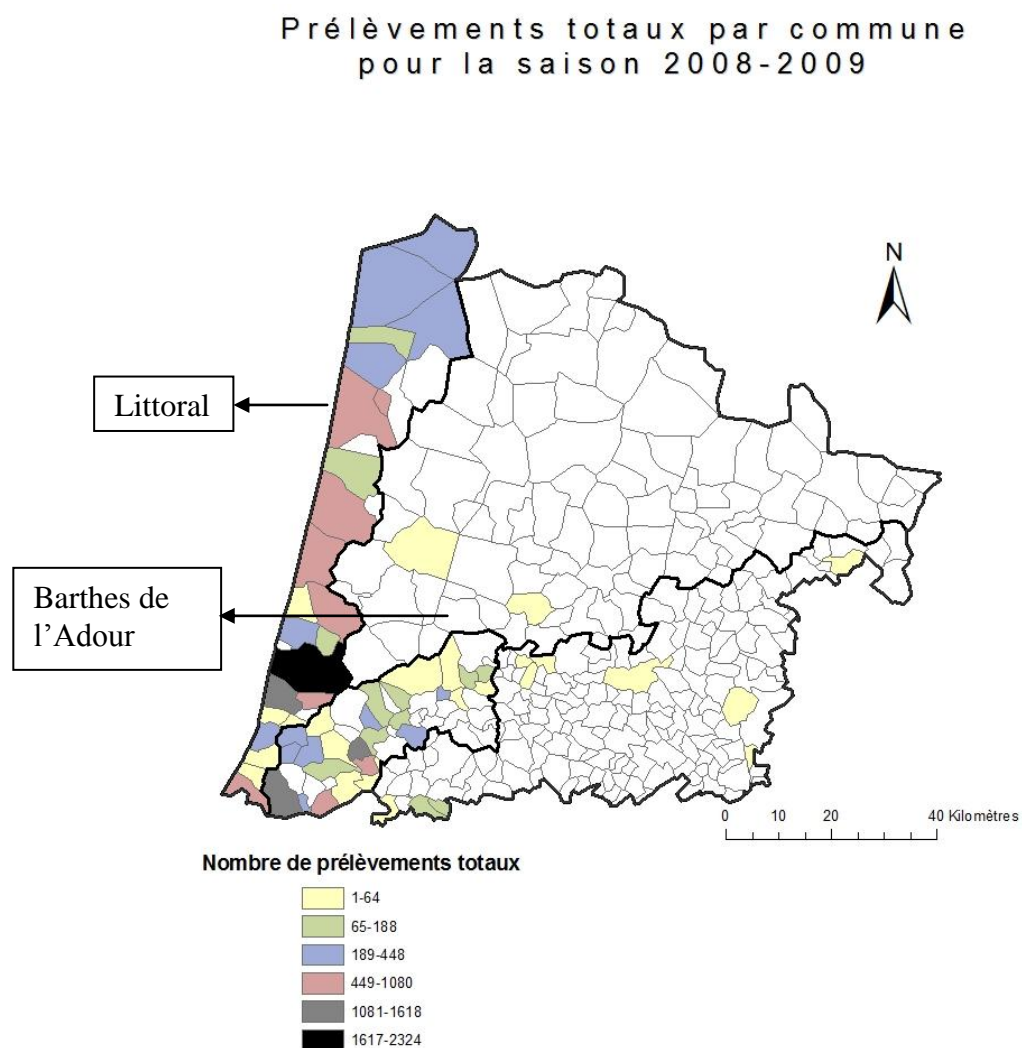 Prélèvements totaux par commune
pour la saison 2008-2009
N
Littoral
Barthes de
l’Adour
0 10 20 40 Kilomètres
Nombre de prélèvements totaux
1-64
65-188
189-448
449-1080
1081-1618
1617-2324